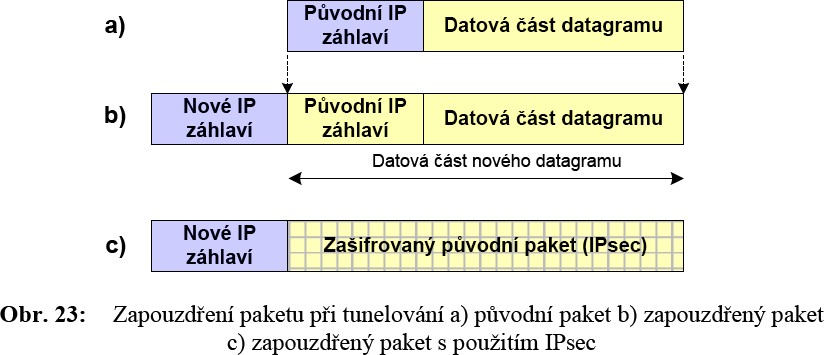 a)
Původní IP
záhlaví
Datová část datagramu
b)
Nové IP
záhlaví
Původní IP
záhlaví
Datová část datagramu
Datová část nového datagramu
c)
Nové IP
záhlaví
Zašifrovaný původní paket (IPsec)
Obr. 23: Zapouzdření paketu při tunelování a) původní paket b) zapouzdřený paket
c) zapouzdřený paket s použitím IPsec